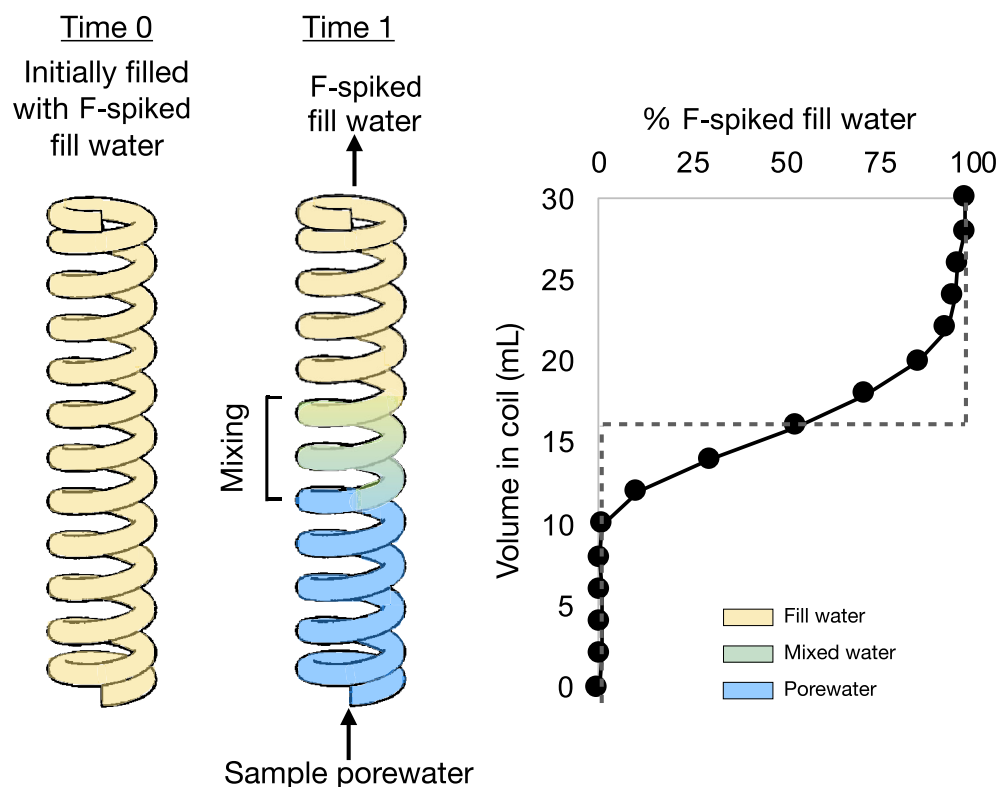 Time 0
Initially filled
with F-spiked
fill water
Time 1
F-spiked
fill water
Mixing
Sample porewater
% F-spiked fill water
0 25 50 75 100
Volume in coil (mL)
30
25
20
15
10
5
0
Fill water
Mixed water
Porewater